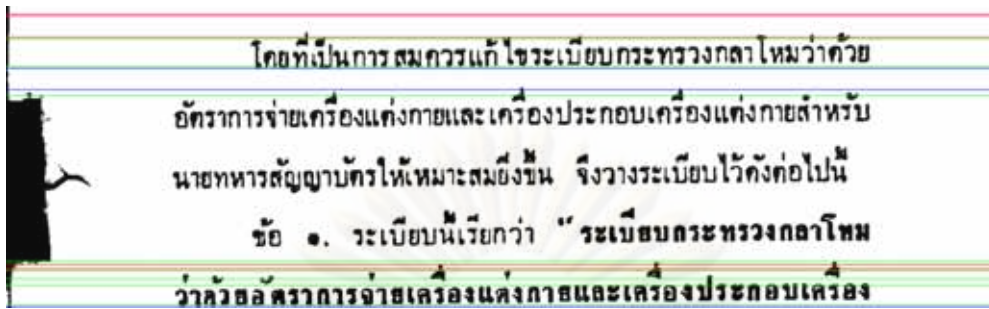 โดยที่เป็นการสมควรแก้ไขระเบียบกระทรวงกลาโหมว่าด้วย
อัตราการจ่ายเครื่องแต่งกายและเครื่องประกอบเครื่องแต่งกายสำหรับ
นายทหารสัญญาบัตรให้เหมาะสมยิ่งขึ้น จึงวางระเบียบไว้ดังต่อไปนี้
ข้อ ๑. ระเบียบนี้เรียกว่า “ระเบียบกระทรวงกลาโหม
ว่าด้วยอัตราการจ่ายเครื่องแต่งกายและเครื่องประกอบเครื่อง